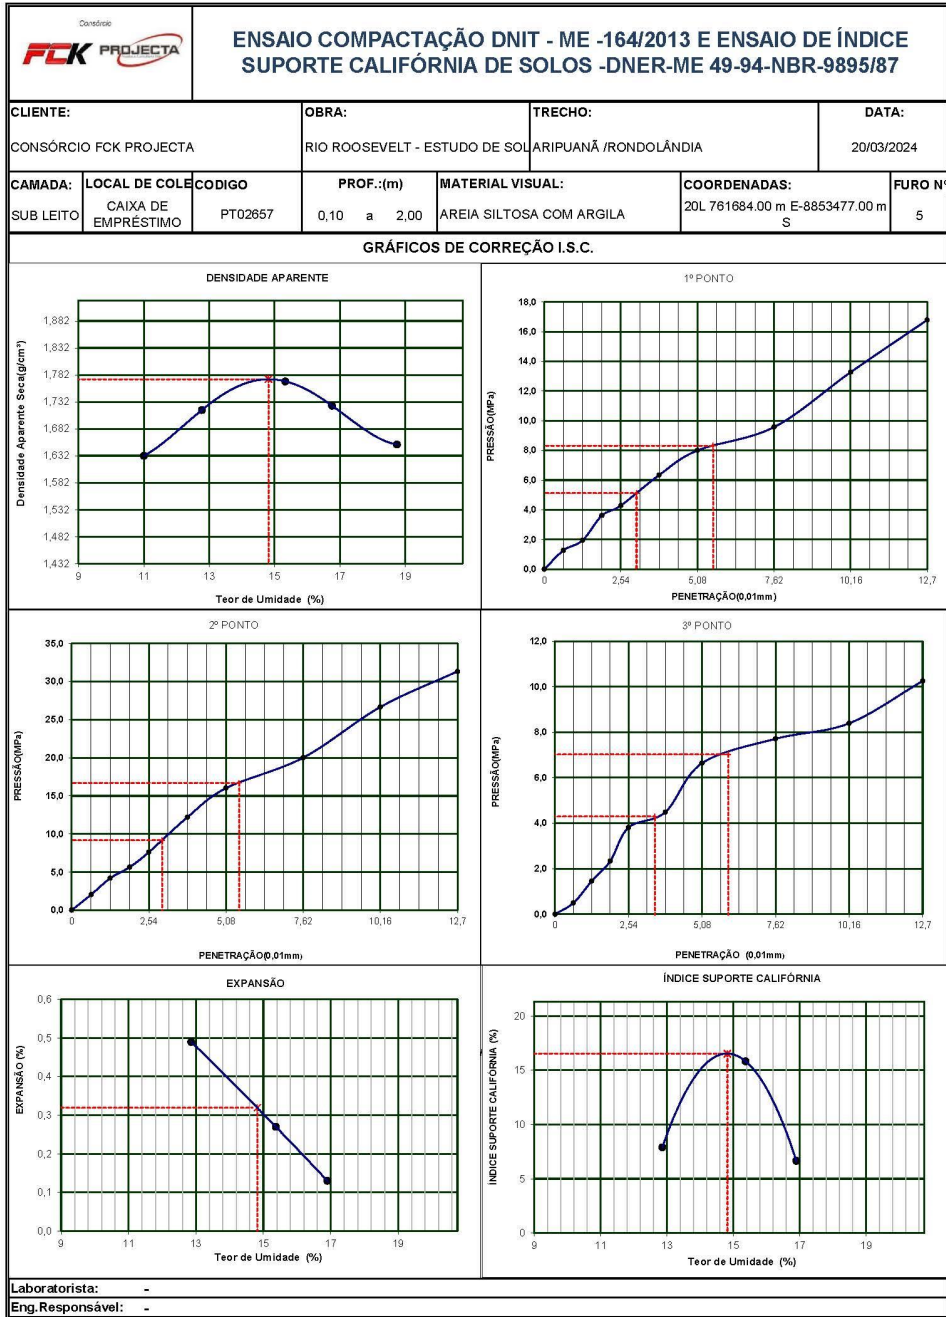 Consórcio
FCK PROJECTA
ENSAIO COMPACTAÇÃO DNIT - ME -164/2013 E ENSAIO DE ÍNDICE
SUPORTE CALIFÓRNIA DE SOLOS -DNER-ME 49-94-NBR-9895/87
CLIENTE: OBRA: TRECHO: DATA:
CONSÓRCIO FCK PROJECTA RIO ROOSEVELT - ESTUDO DE SOL ARIPUANÃ /RONDOLÂNDIA 20/03/2024
CAMADA: LOCAL DE COLE CODIGO PROF.:(m) MATERIAL VISUAL: COORDENADAS: FURO Nº
SUB LEITO CAIXA DE EMPRÉSTIMO PT02657 0,10 a 2,00 AREIA SILTOSA COM ARGILA 20L 761684.00 m E-8853477.00 m S 5
GRÁFICOS DE CORREÇÃO I.S.C.
DENSIDADE APARENTE
Densidade Aparente Seca(g/cm³)
1,882
1,832
1,782
1,732
1,682
1,632
1,582
1,532
1,482
1,432
9 11 13 15 17 19
Teor de Umidade (%)
1º PONTO
PRESSÃO(MPa)
18,0
16,0
14,0
12,0
10,0
8,0
6,0
4,0
2,0
0,0
0 2,54 5,08 7,62 10,16 12,7
PENETRAÇÃO(0,01mm)
2º PONTO
PRESSÃO(MPa)
35,0
30,0
25,0
20,0
15,0
10,0
5,0
0,0
0 2,54 5,08 7,62 10,16 12,7
PENETRAÇÃO(0,01mm)
3º PONTO
PRESSÃO(MPa)
12,0
10,0
8,0
6,0
4,0
2,0
0,0
0 2,54 5,08 7,62 10,16 12,7
PENETRAÇÃO (0,01mm)
EXPANSÃO
EXPANSÃO (%)
0,6
0,5
0,4
0,3
0,2
0,1
0,0
9 11 13 15 17 19
Teor de Umidade (%)
ÍNDICE SUPORTE CALIFÓRNIA
ÍNDICE SUPORTE CALIFÓRNIA (%)
20
15
10
5
0
9 11 13 15 17 19
Teor de Umidade (%)
Laboratorista: -
Eng.Responsável: -